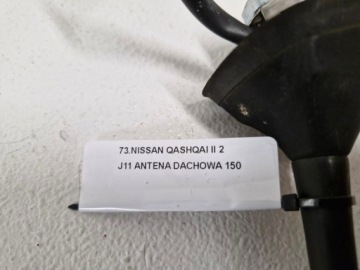 73.NISSAN QASHQAI II 2
J11 ANTENA DACHOWA 150